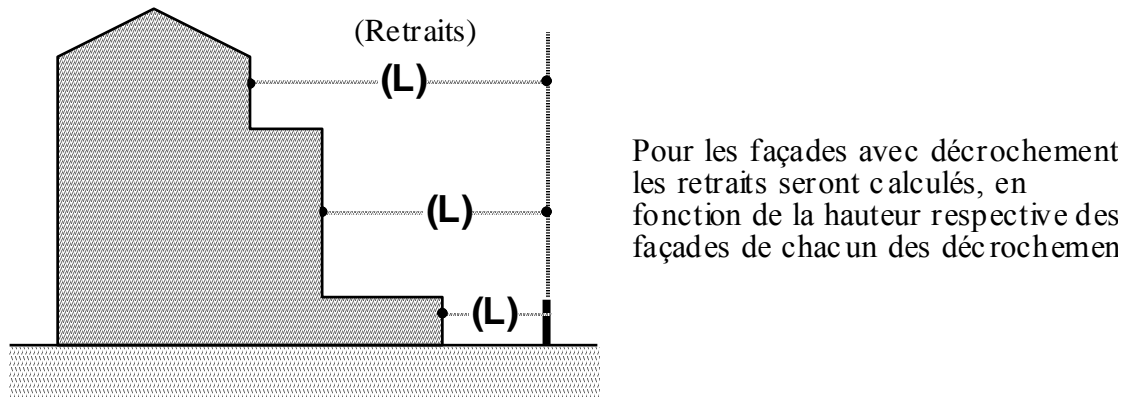 (Retraits)
(L)
(L)
(L)
Pour les façades avec décrochement
les retraits seront calculés, en
fonction de la hauteur respective des
façades de chacun des décrochemen